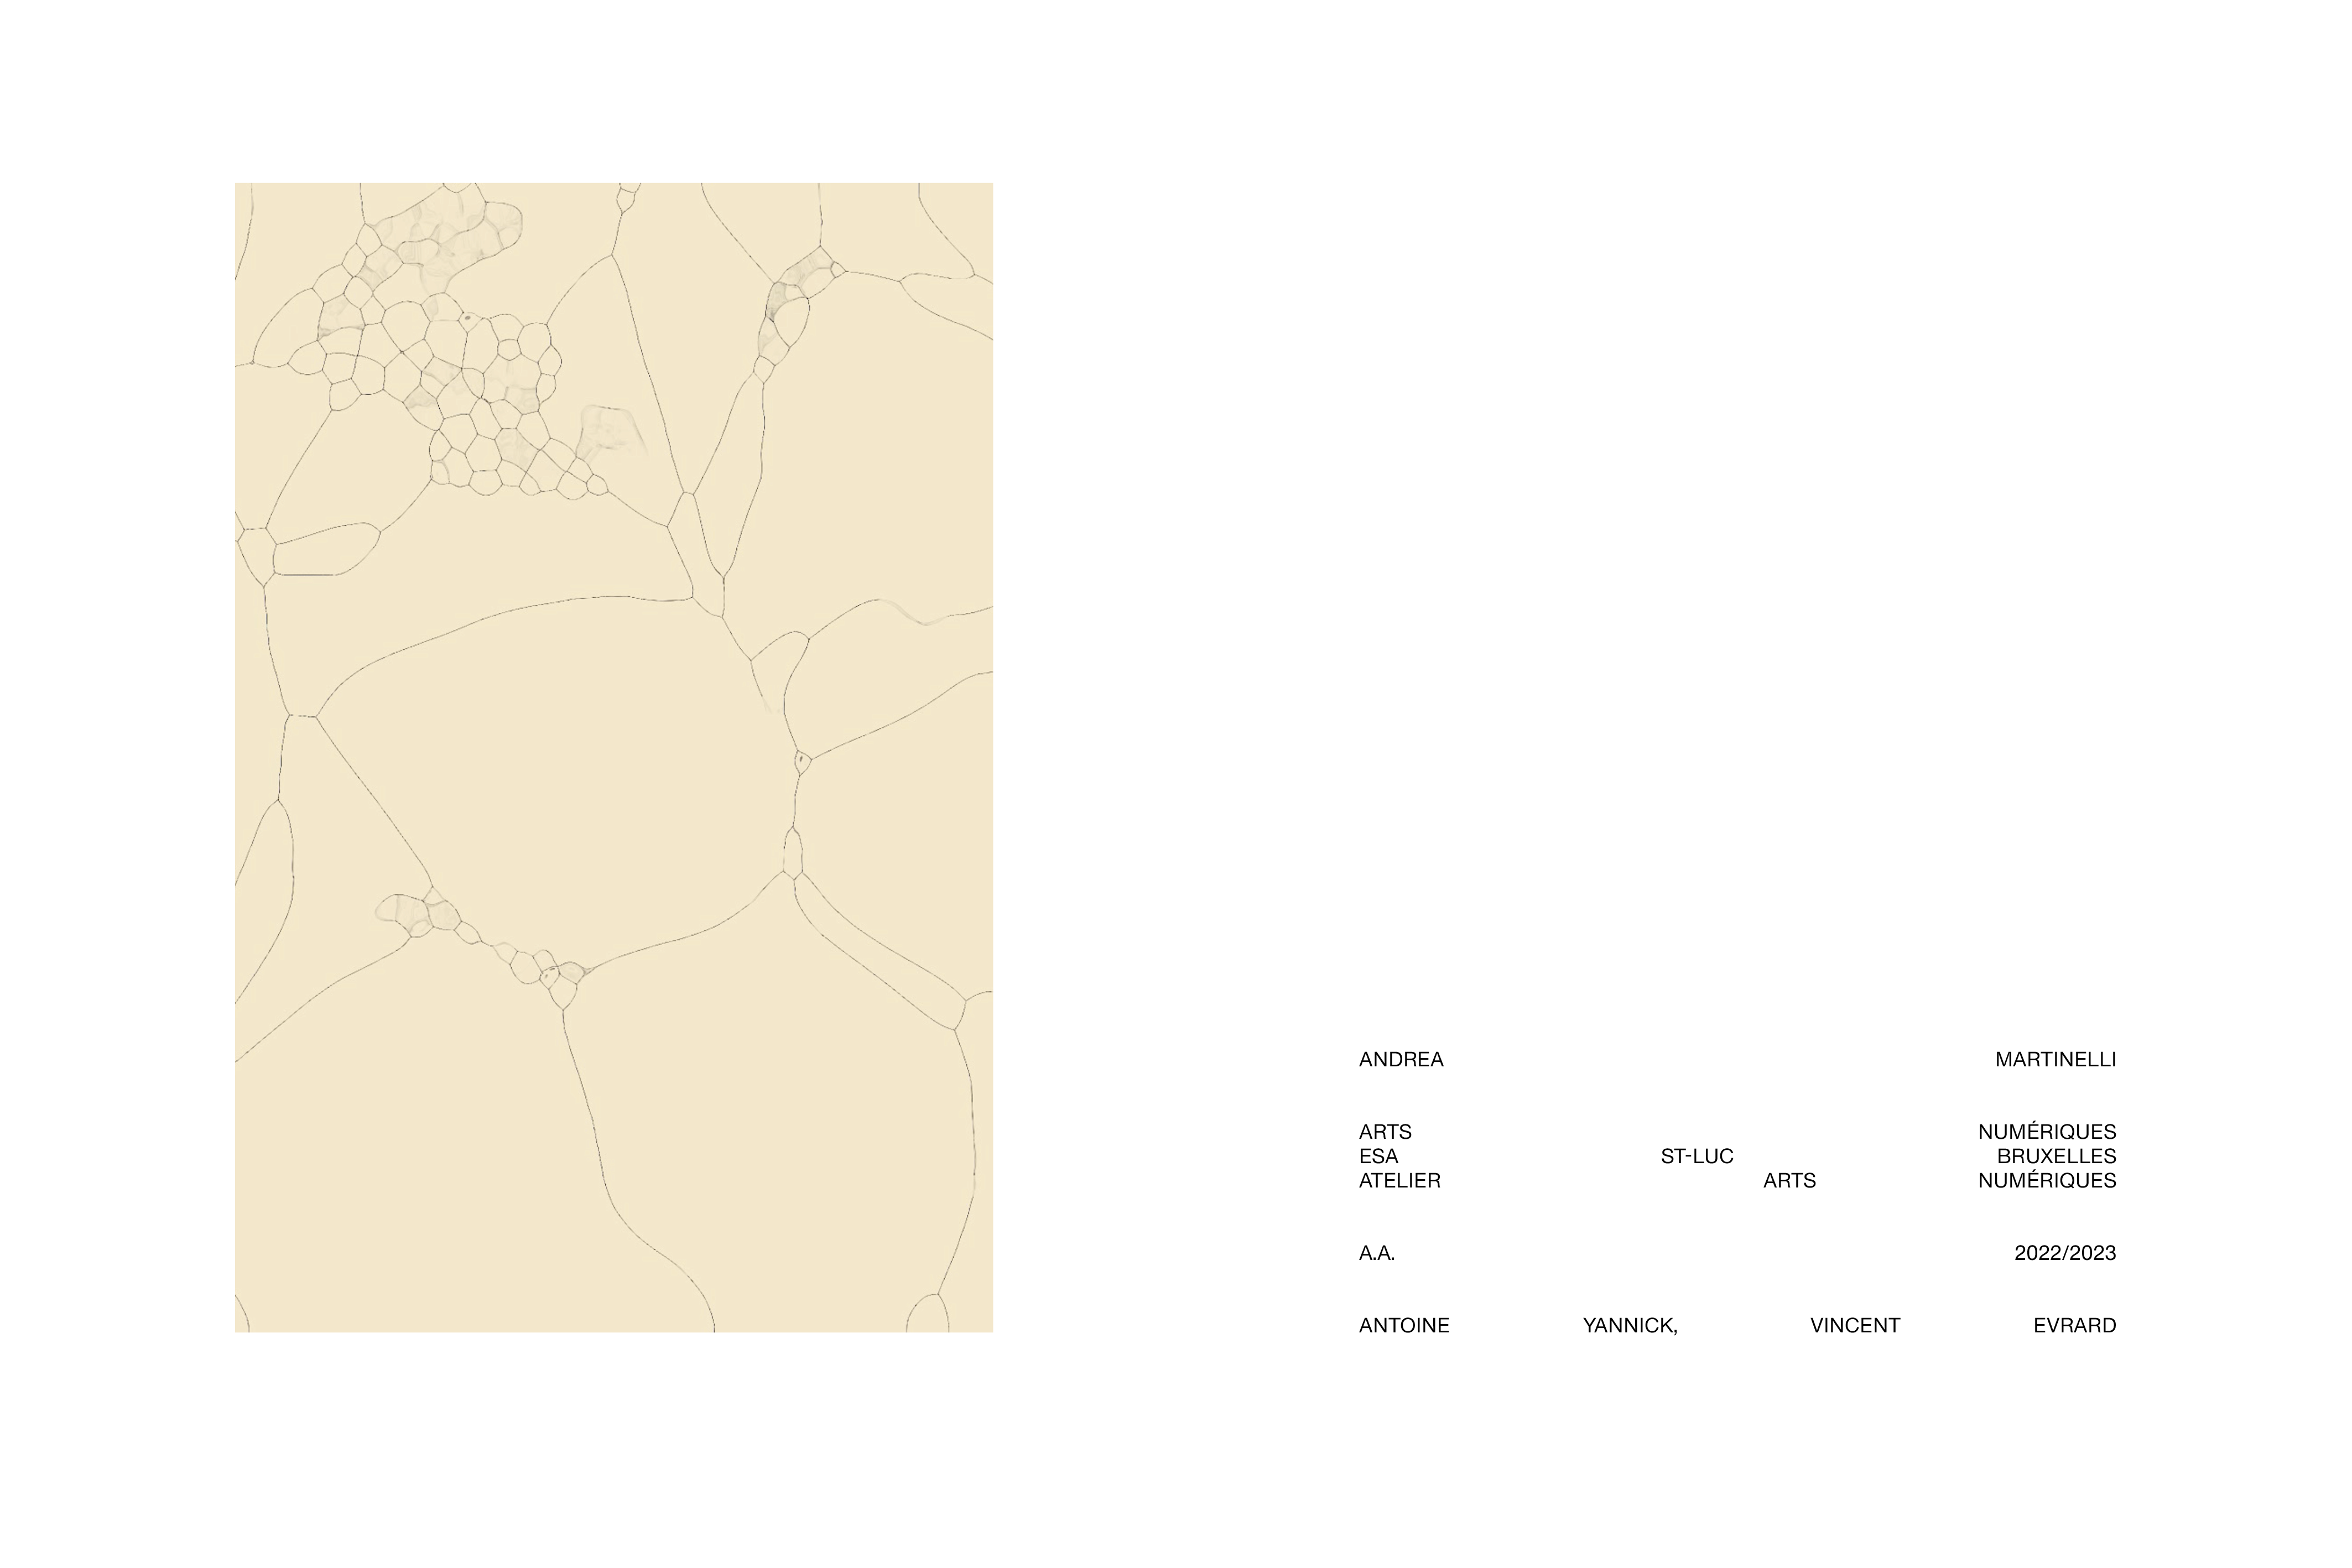 ANDREA MARTINELLI
ARTS NUMÉRIQUES
ESA ST-LUC BRUXELLES
ATELIER ARTS NUMÉRIQUES
A.A. 2022/2023
ANTOINE YANNICK, VINCENT EVRARD